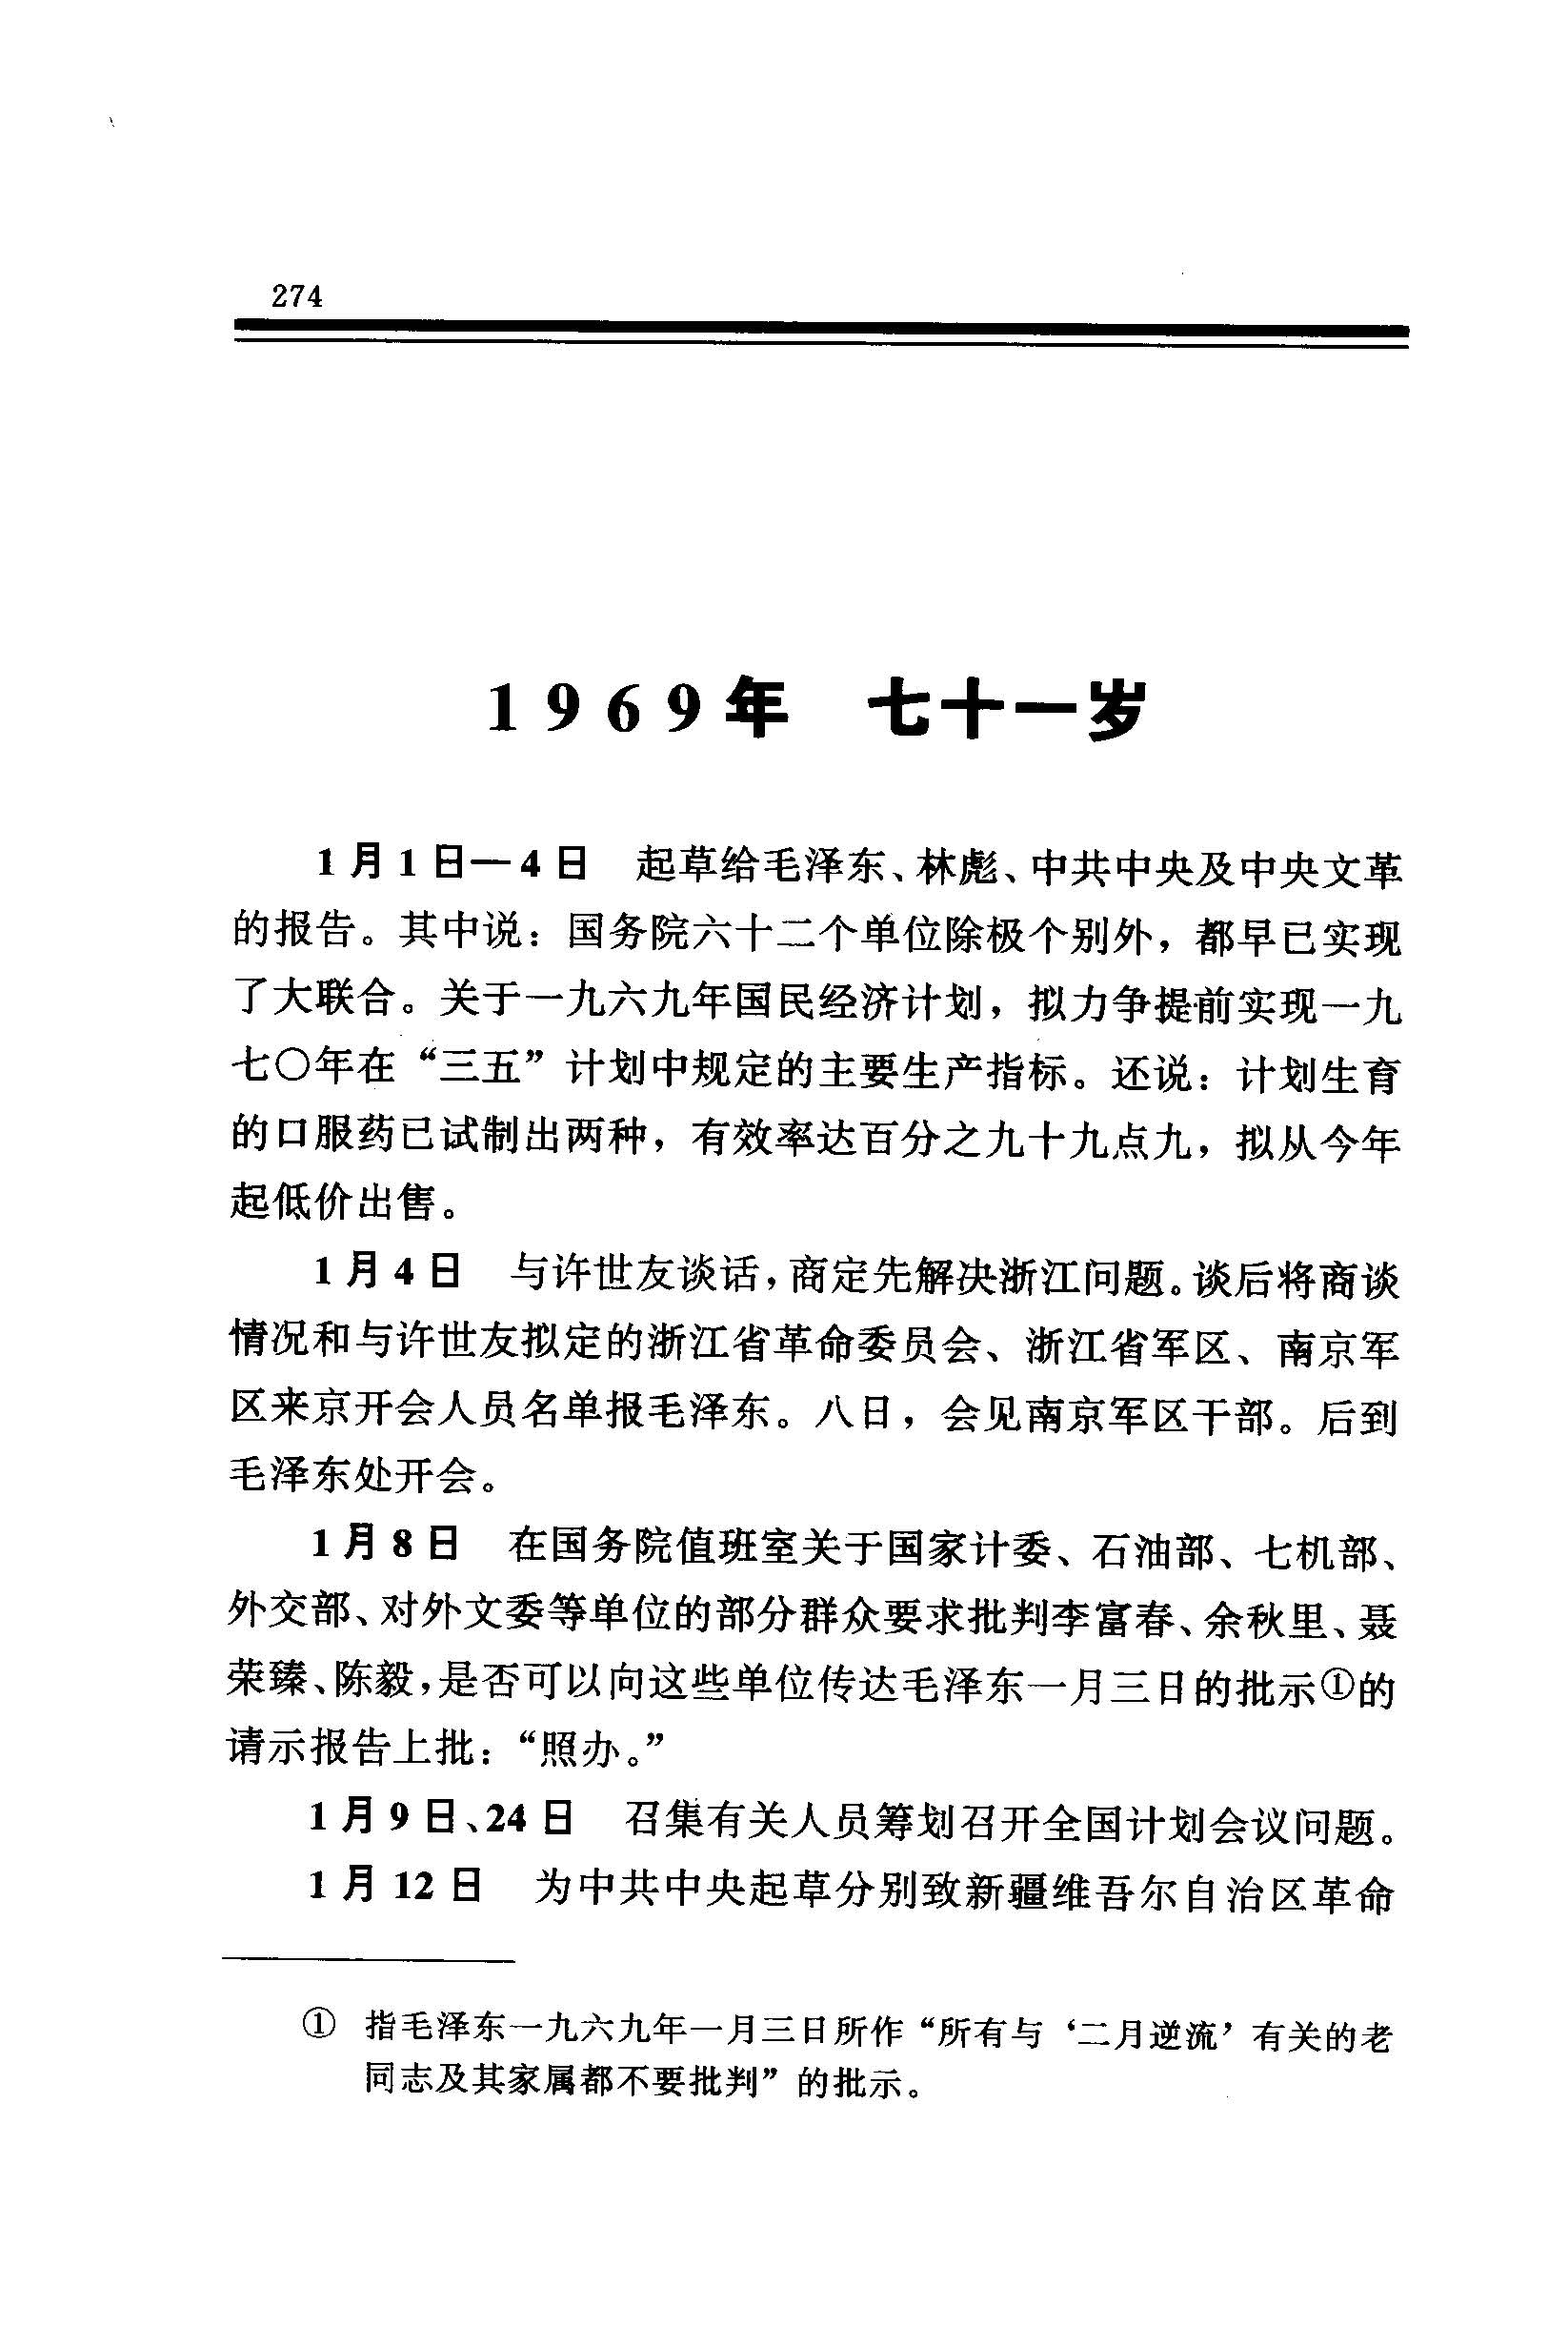 274
1969年 七十一岁
1月1日—4日 起草给毛泽东、林彪、中共中央及中央文革
的报告。其中说：国务院六十二个单位除极个别外，都早已实现
了大联合。关于一九六九年国民经济计划，拟力争提前实现一九
七〇年在“三五”计划中规定的主要生产指标。还说：计划生育
的口服药已试制出两种，有效率达百分之九十九点九，拟从今年
起低价出售。
1月4日 与许世友谈话，商定先解决浙江问题。谈后将商谈
情况和与许世友拟定的浙江省革命委员会、浙江省军区、南京军
区来京开会人员名单报毛泽东。八日，会见南京军区干部。后到
毛泽东处开会。
1月8日 在国务院值班室关于国家计委、石油部、七机部、
外交部、对外文委等单位的部分群众要求批判李富春、余秋里、聂
荣臻、陈毅，是否可以向这些单位传达毛泽东一月三日的批示①的
请示报告上批：“照办。”
1月9日、24日 召集有关人员筹划召开全国计划会议问题。
1月12日 为中共中央起草分别致新疆维吾尔自治区革命
① 指毛泽东一九六九年一月三日所作“所有与‘二月逆流’有关的老
同志及其家属都不要批判”的批示。